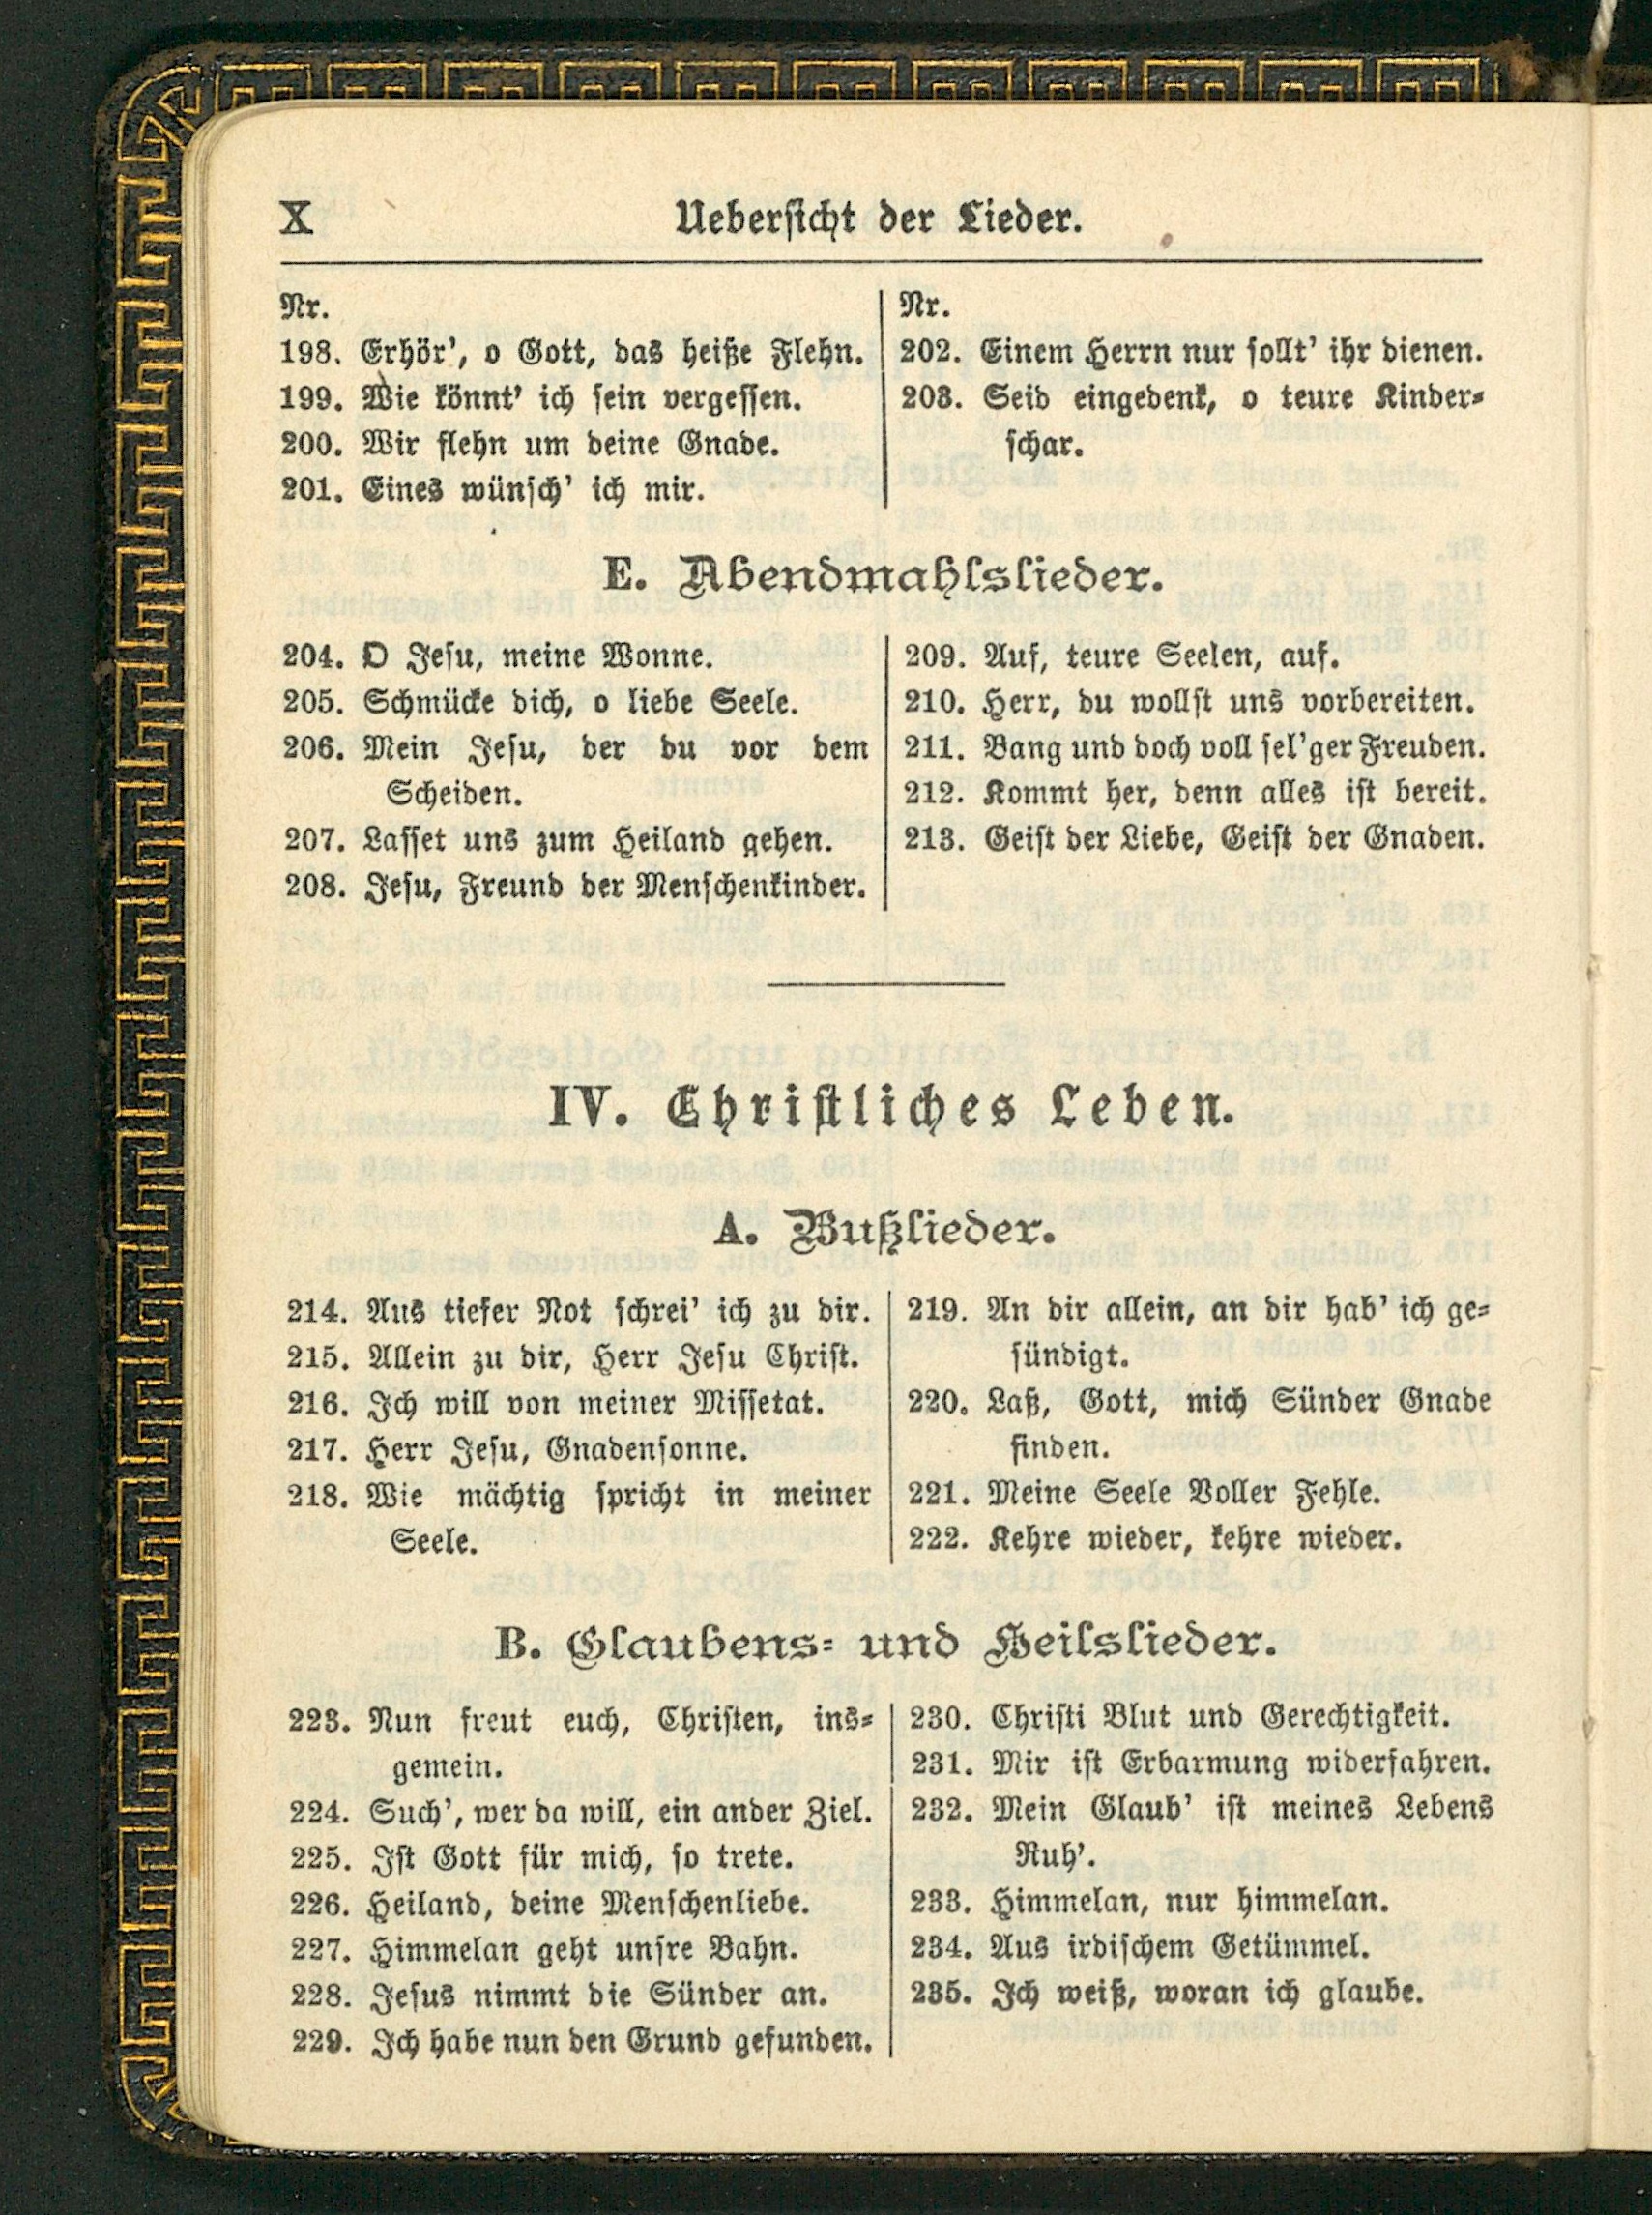 X
Uebersicht der Lieder.
Nr.
198. Erhör', o Gott, das heiße Flehn.
199. Wie könnt' ich sein vergessen.
200. Wir flehn um deine Gnade.
201. Eines wünsch' ich mir.
Nr.
202. Einem Herrn nur sollt' ihr dienen.
203. Seid eingedenk, o teure Kinder-
schar.
E. Abendmahlslieder.
204. O Jesu, meine Wonne.
205. Schmücke dich, o liebe Seele.
206. Mein Jesu, der du vor dem
Scheiden.
207. Lasset uns zum Heiland gehen.
208. Jesu, Freund der Menschenkinder.
209. Auf, teure Seelen, auf.
210. Herr, du wollst uns vorbereiten.
211. Bang und doch voll sel'ger Freuden.
212. Kommt her, denn alles ist bereit.
213. Geist der Liebe, Geist der Gnaden.
IV. Christliches Leben.
A. Bußlieder.
214. Aus tiefer Not schrei' ich zu dir.
215. Allein zu dir, Herr Jesu Christ.
216. Ich will von meiner Missetat.
217. Herr Jesu, Gnadensonne.
218. Wie mächtig spricht in meiner
Seele.
219. An dir allein, an dir hab' ich ge-
sündigt.
220. Laß, Gott, mich Sünder Gnade
finden.
221. Meine Seele Voller Fehle.
222. Kehre wieder, kehre wieder.
B. Glaubens- und Heilslieder.
223. Nun freut euch, Christen, ins-
gemein.
224. Such', wer da will, ein ander Ziel.
225. Ist Gott für mich, so trete.
226. Heiland, deine Menschenliebe.
227. Himmelan geht unsre Bahn.
228. Jesus nimmt die Sünder an.
229. Ich habe nun den Grund gefunden.
230. Christi Blut und Gerechtigkeit.
231. Mir ist Erbarmung widerfahren.
232. Mein Glaub' ist meines Lebens
Ruh'.
233. Himmelan, nur himmelan.
234. Aus irdischem Getümmel.
235. Ich weiß, woran ich glaube.